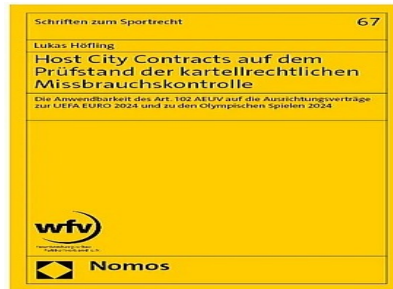 Schriften zum Sportrecht 67
Lukas Höfling
Host City Contracts auf dem
Prüfstand der kartellrechtlichen
Missbrauchskontrolle
Die Anwendbarkeit des Art. 102 AEUV auf die Ausrichtungsverträge
zur UEFA EURO 2024 und zu den Olympischen Spielen 2024
wfv
Nomos